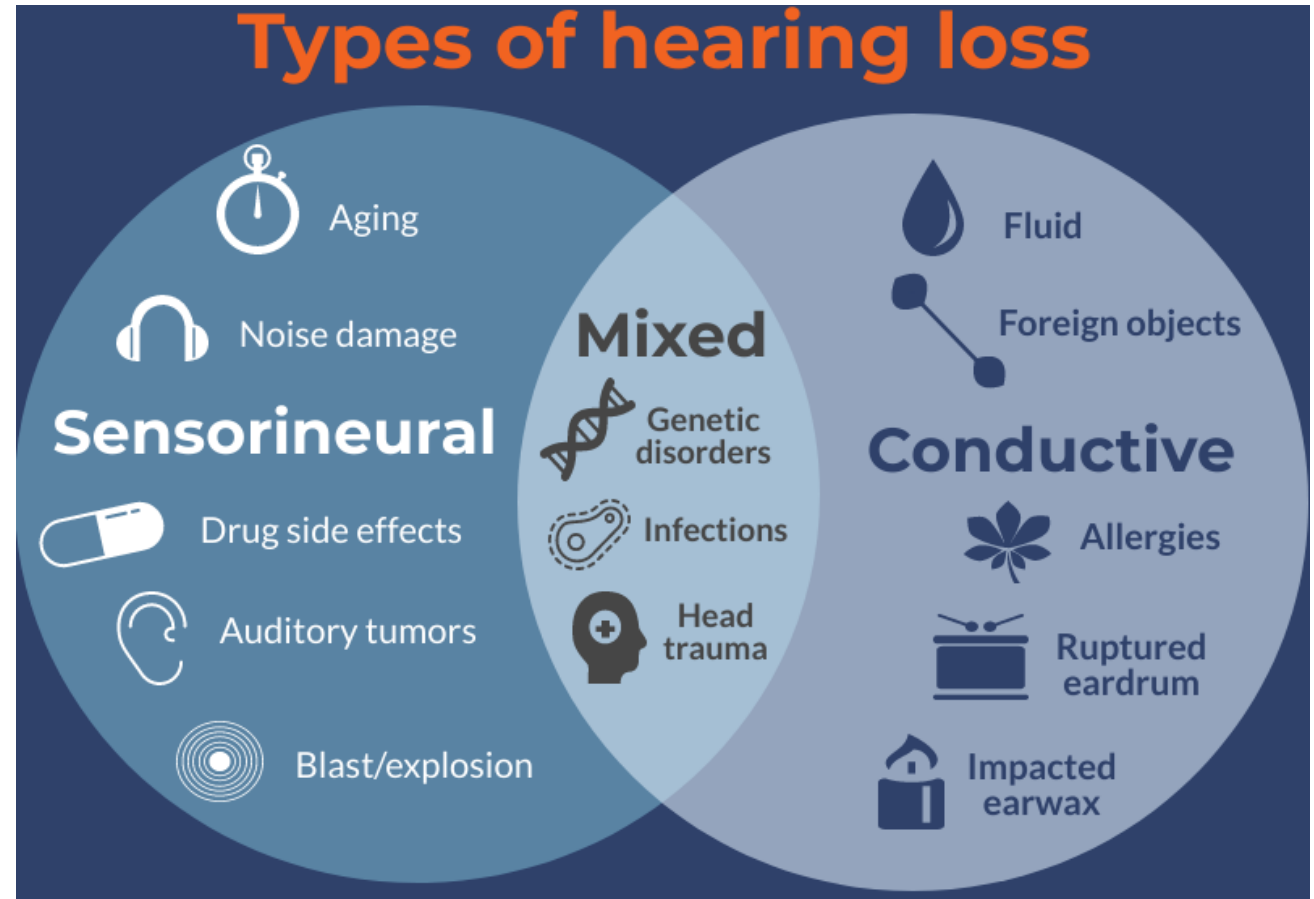 Types of hearing loss
Aging
Noise damage
Sensorineural
Drug side effects
Auditory tumors
Blast/explosion
Mixed
Genetic
disorders
Infections
Head
trauma
Fluid
Foreign objects
Conductive
Allergies
Ruptured
eardrum
Impacted
earwax